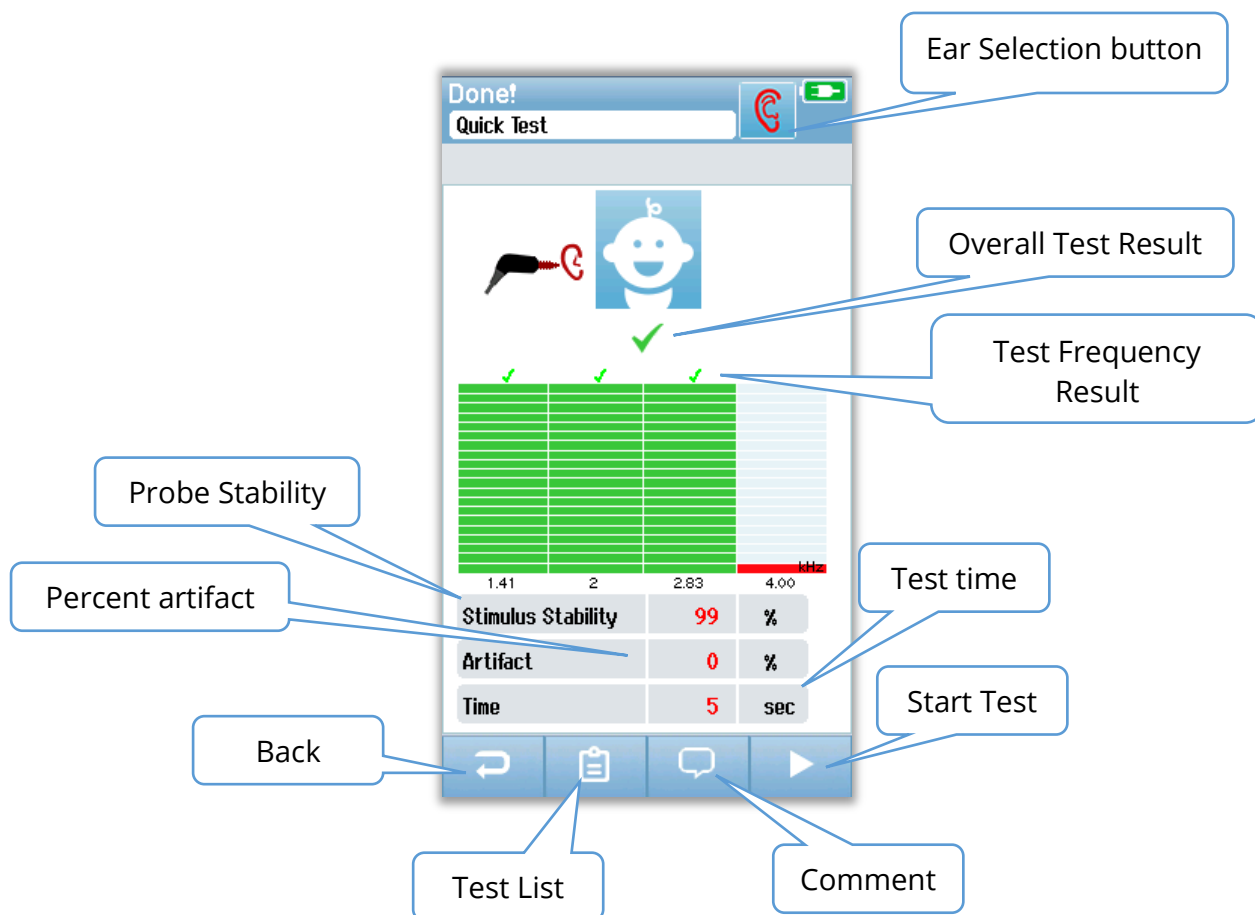 Ear Selection button
Done!
Quick Test
Overall Test Result
Test Frequency
Result
Probe Stability
kHz
1.41 2 2.83 4.00
Percent artifact
Test time
Stimulus Stability 99 %
Artifact 0 %
Time 5 sec
Start Test
Back
Test List
Comment